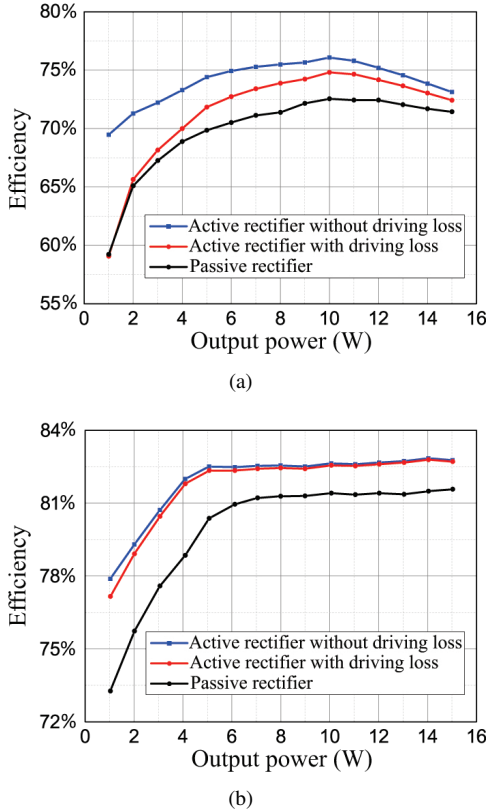 80%
75%
70%
65%
60%
55%
Efficiency
Active rectifier without driving loss
Active rectifier with driving loss
Passive rectifier
0 2 4 6 8 10 12 14 16
Output power (W)
(a)
84%
81%
78%
75%
72%
Efficiency
Active rectifier without driving loss
Active rectifier with driving loss
Passive rectifier
0 2 4 6 8 10 12 14 16
Output power (W)
(b)